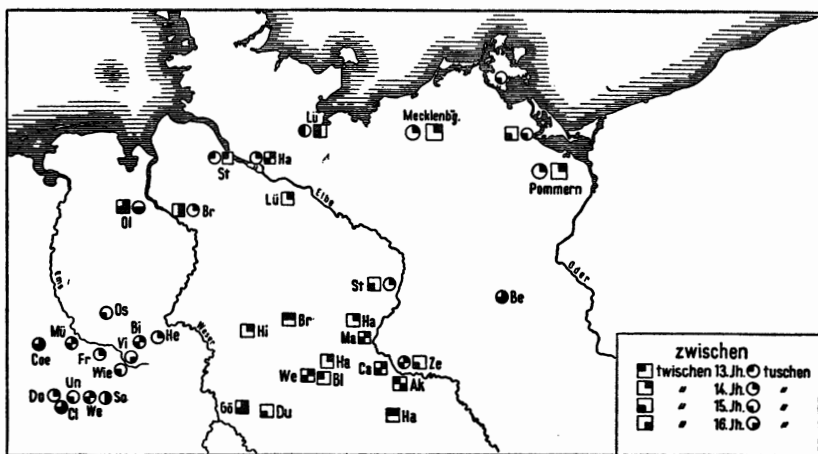 Lü
Mecklenbg.
St
Ha
Pommern
Ol
Br
Lü
Elbe
Ems
Oder
St
Be
Os
Weser
Mü
Bi
He
Hi
Br
Ha
Ma
Coe
Fr
Vi
Wie
Ha
Ca
Ze
We
Bl
Ak
Do
Un
Cl
We
So
Gö
Du
Ha
zwischen
twischen 13.Jh. tuschen
" 14.Jh. "
" 15.Jh. "
" 16.Jh. "